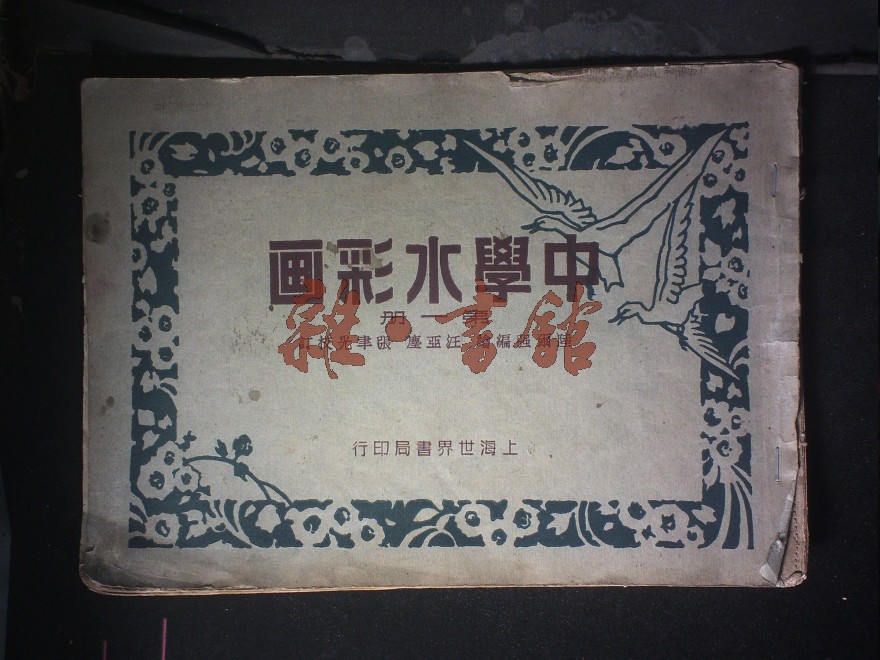 中學水彩画
第一册
編繪 汪亞塵 張聿光校訂
上海世界書局印行
雜·書館